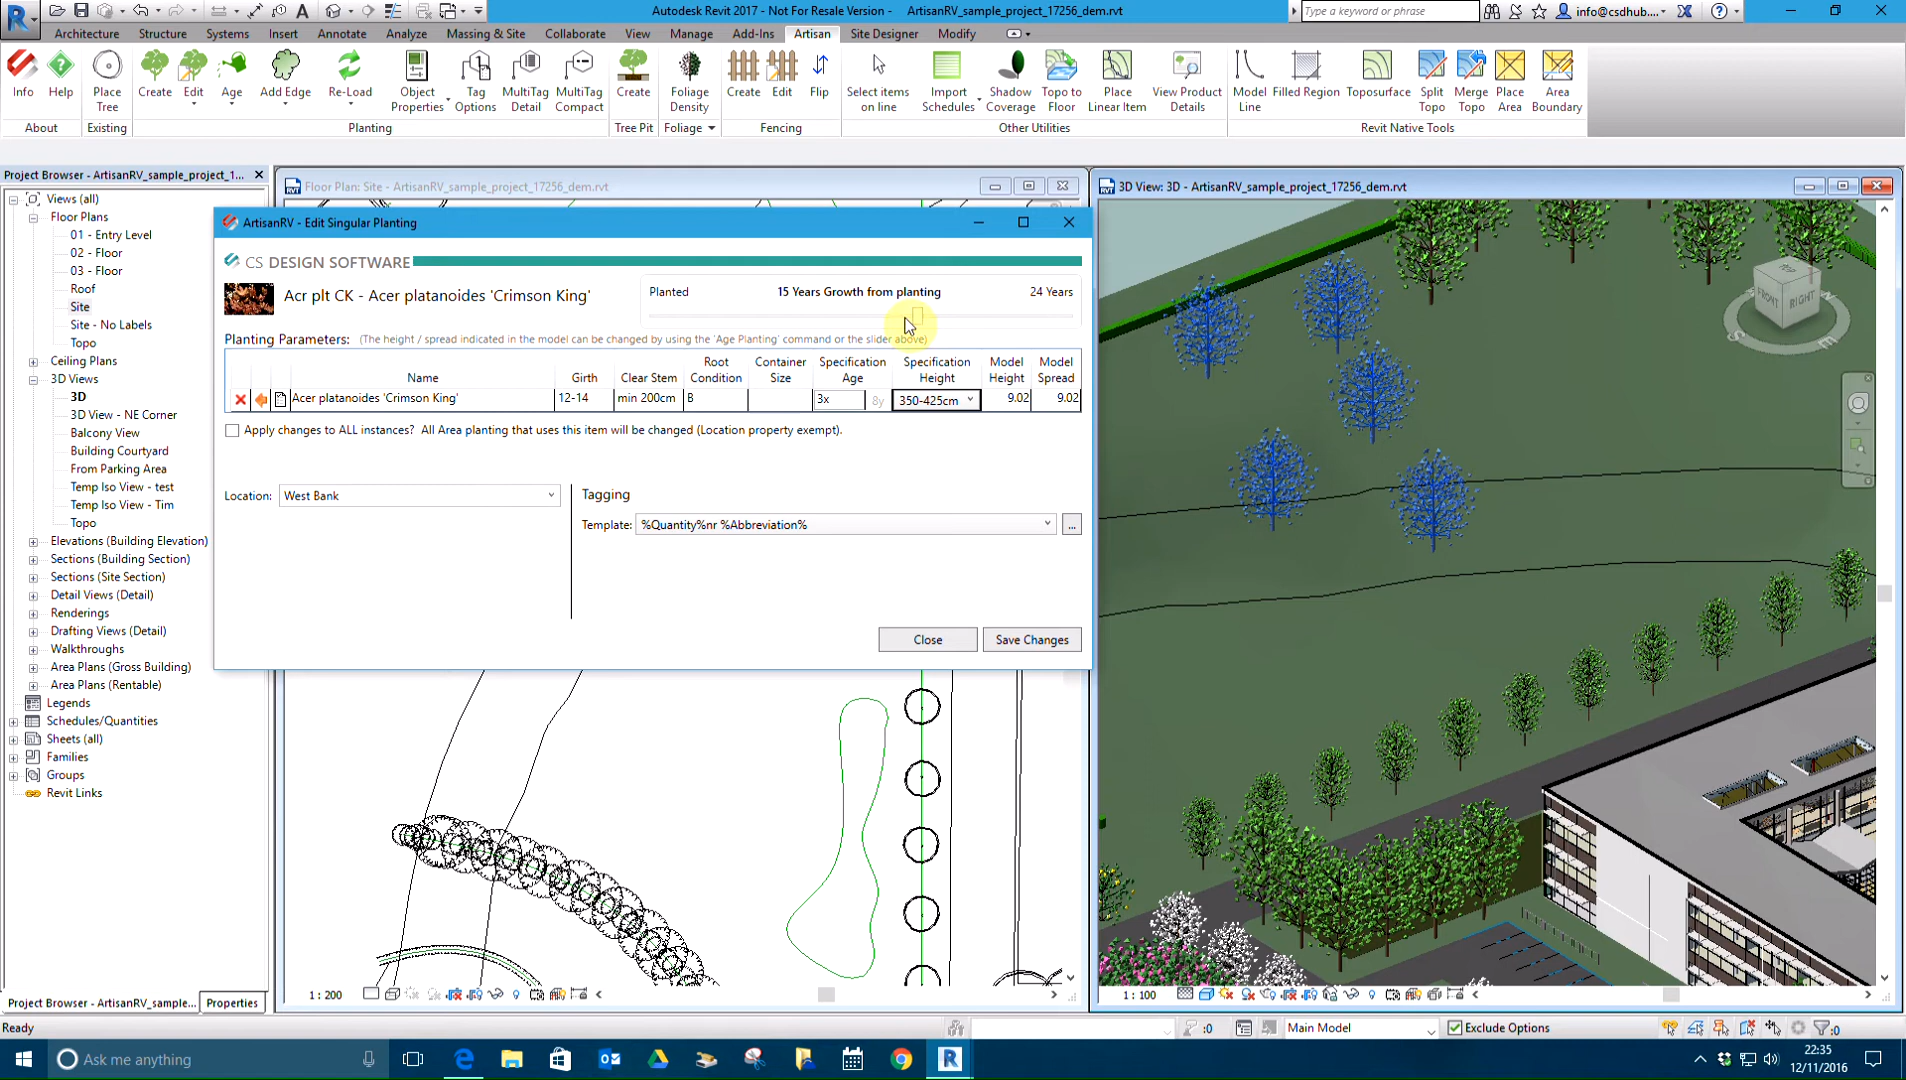 Autodesk Revit 2017 - Not For Resale Version - ArtisanRV_sample_project_17256_dem.rvt
Type a keyword or phrase
info@csdhub....
Architecture Structure Systems Insert Annotate Analyze Massing & Site Collaborate View Manage Add-Ins Artisan Site Designer Modify
Info Help Place Tree Create Edit Age Add Edge Re-Load Object Properties Tag Options MultiTag Detail MultiTag Compact Create Foliage Density Create Edit Flip Select items on line Import Schedules Shadow Coverage Topo to Floor Place Linear Item View Product Details Model Line Filled Region Toposurface Split Topo Merge Topo Place Area Area Boundary
About Existing Planting Tree Pit Foliage Fencing Other Utilities Revit Native Tools
Project Browser - ArtisanRV_sample_project_1...
Views (all)
Floor Plans
01 - Entry Level
02 - Floor
03 - Floor
Roof
Site
Site - No Labels
Topo
Ceiling Plans
3D Views
3D
3D View - NE Corner
Balcony View
Building Courtyard
From Parking Area
Temp Iso View - test
Temp Iso View - Tim
Topo
Elevations (Building Elevation)
Sections (Building Section)
Sections (Site Section)
Detail Views (Detail)
Renderings
Drafting Views (Detail)
Walkthroughs
Area Plans (Gross Building)
Area Plans (Rentable)
Legends
Schedules/Quantities
Sheets (all)
Families
Groups
Revit Links
Project Browser - ArtisanRV_sample... Properties
Floor Plan: Site - ArtisanRV_sample_project_17256_dem.rvt
ArtisanRV - Edit Singular Planting
CS DESIGN SOFTWARE
Acr plt CK - Acer platanoides 'Crimson King'
Planted 15 Years Growth from planting 24 Years
Planting Parameters: (The height / spread indicated in the model can be changed by using the 'Age Planting' command or the slider above)
Name Girth Clear Stem Root Condition Container Size Specification Age Specification Height Model Height Model Spread
Acer platanoides 'Crimson King' 12-14 min 200cm B 3x 8y 350-425cm 9.02 9.02
Apply changes to ALL instances? All Area planting that uses this item will be changed (Location property exempt).
Location: West Bank
Tagging
Template: %Quantity%nr %Abbreviation% ...
Close Save Changes
1 : 200
3D View: 3D - ArtisanRV_sample_project_17256_dem.rvt
TOP
FRONT RIGHT
S E
1 : 100
Ready
:0 Main Model Exclude Options :0
Ask me anything
22:35
12/11/2016